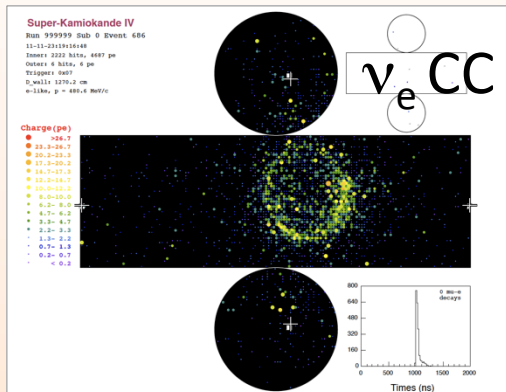 Super-Kamiokande IV
Run 999999 Sub 0 Event 686
11-11-23:19:16:48
Inner: 2222 hits, 4687 pe
Outer: 6 hits, 6 pe
Trigger: 0x07
D_wall: 1270.2 cm
e-like, p = 480.6 MeV/c
νe CC
Charge(pe)
>26.7
23.3-26.7
20.2-23.3
17.3-20.2
14.7-17.3
12.2-14.7
10.0-12.2
8.0-10.0
6.2- 8.0
4.7- 6.2
3.3- 4.7
2.2- 3.3
1.3- 2.2
0.7- 1.3
0.2- 0.7
< 0.2
0 mu-e
decays
800
640
480
320
160
0
0 500 1000 1500 2000
Times (ns)